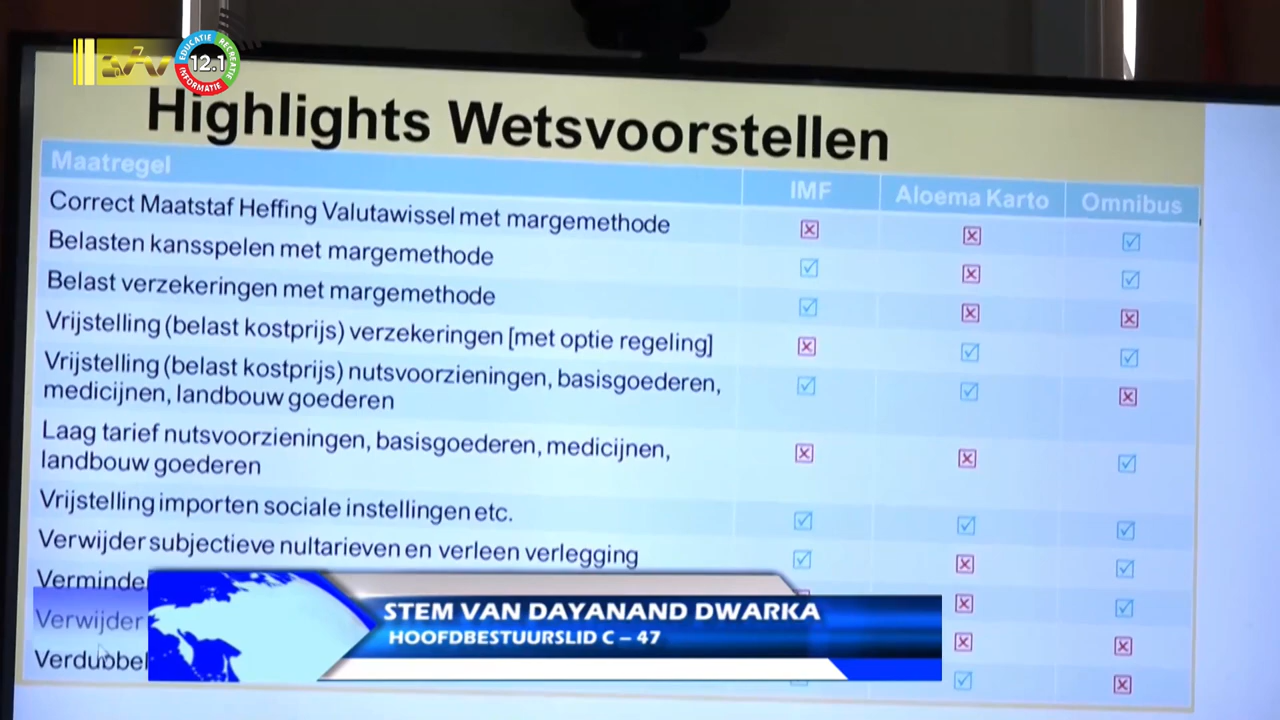 EDUCATIE
RECREATIE
INFORMATIE
12.1
Highlights Wetsvoorstellen
Maatregel IMF Aloema Karto Omnibus
Correct Maatstaf Heffing Valutawissel met margemethode ☒ ☒ ☑
Belasten kansspelen met margemethode ☑ ☒ ☑
Belast verzekeringen met margemethode ☑ ☒ ☒
Vrijstelling (belast kostprijs) verzekeringen [met optie regeling] ☒ ☑ ☑
Vrijstelling (belast kostprijs) nutsvoorzieningen, basisgoederen, ☑ ☑ ☒
medicijnen, landbouw goederen
Laag tarief nutsvoorzieningen, basisgoederen, medicijnen, ☒ ☒ ☑
landbouw goederen
Vrijstelling importen sociale instellingen etc. ☑ ☑ ☑
Verwijder subjectieve nultarieven en verleen verlegging ☑ ☒ ☑
Verwijder
STEM VAN DAYANAND DWARKA
HOOFDBESTUURSLID C – 47